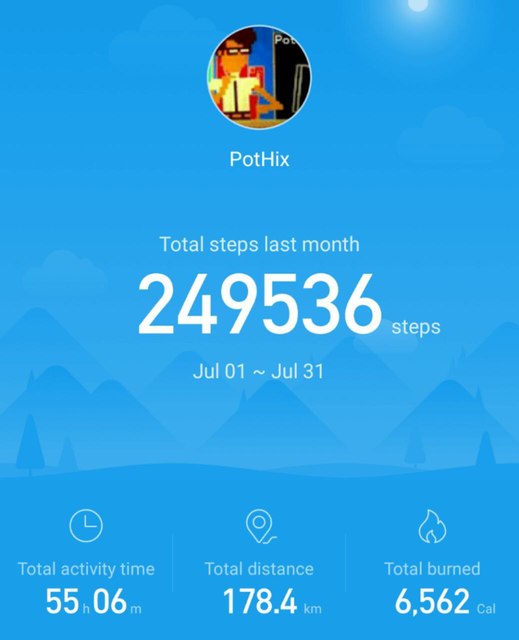 Pot
PotHix
Total steps last month
249536 steps
Jul 01 ~ Jul 31
Total activity time
Total distance
Total burned
55 h 06 m
178.4 km
6,562 Cal